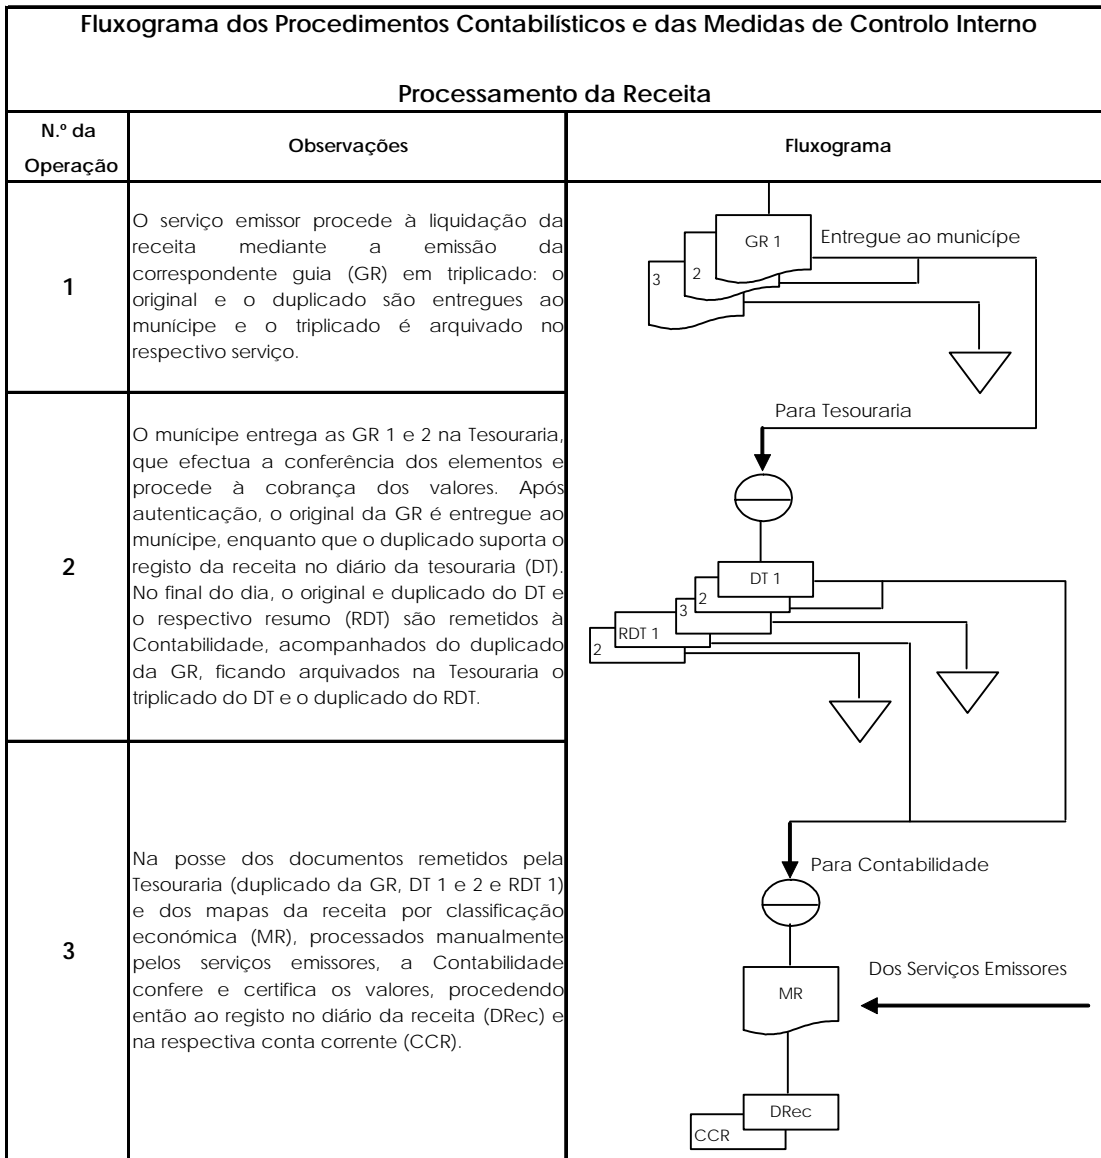 Fluxograma dos Procedimentos Contabilísticos e das Medidas de Controlo Interno
Processamento da Receita
N.º da
Operação
Observações
Fluxograma
1
O serviço emissor procede à liquidação da
receita mediante a emissão da
correspondente guia (GR) em triplicado: o
original e o duplicado são entregues ao
munícipe e o triplicado é arquivado no
respectivo serviço.
GR 1
2
3
Entregue ao municípe
Para Tesouraria
2
O munícipe entrega as GR 1 e 2 na Tesouraria,
que efectua a conferência dos elementos e
procede à cobrança dos valores. Após
autenticação, o original da GR é entregue ao
munícipe, enquanto que o duplicado suporta o
registo da receita no diário da tesouraria (DT).
No final do dia, o original e duplicado do DT e
o respectivo resumo (RDT) são remetidos à
Contabilidade, acompanhados do duplicado
da GR, ficando arquivados na Tesouraria o
triplicado do DT e o duplicado do RDT.
DT 1
2
3
RDT 1
2
3
Na posse dos documentos remetidos pela
Tesouraria (duplicado da GR, DT 1 e 2 e RDT 1)
e dos mapas da receita por classificação
económica (MR), processados manualmente
pelos serviços emissores, a Contabilidade
confere e certifica os valores, procedendo
então ao registo no diário da receita (DRec) e
na respectiva conta corrente (CCR).
Para Contabilidade
Dos Serviços Emissores
MR
DRec
CCR